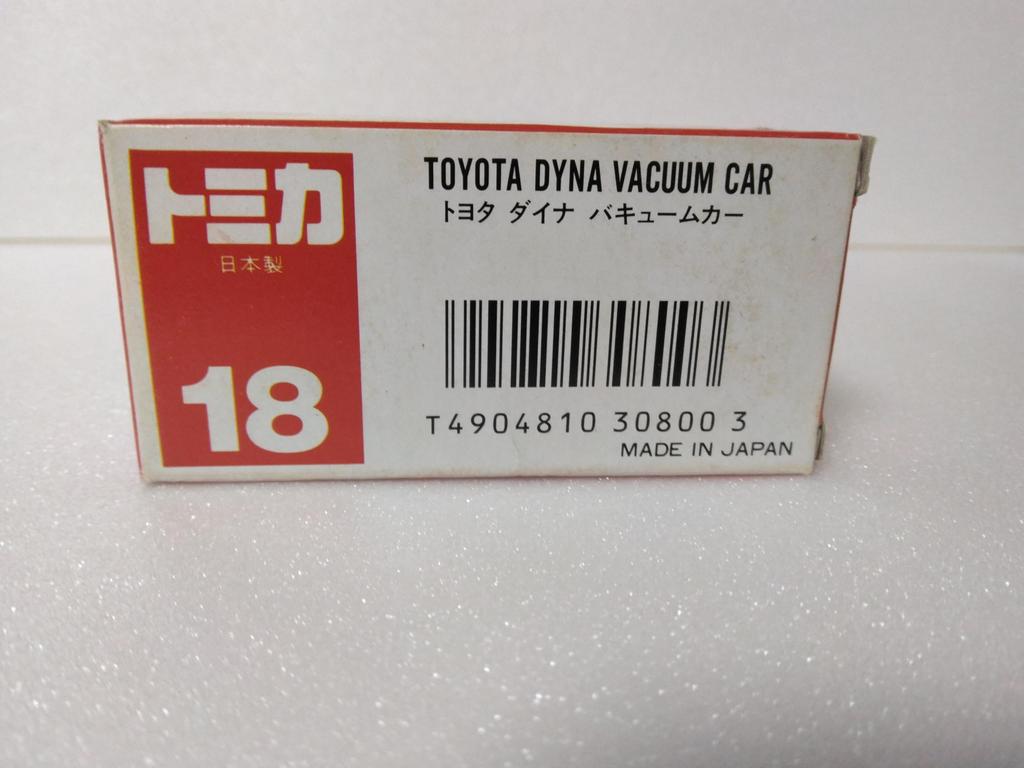 トミカ
日本製
18
TOYOTA DYNA VACUUM CAR
トヨタ ダイナ バキュームカー
T4904810 30800 3
MADE IN JAPAN